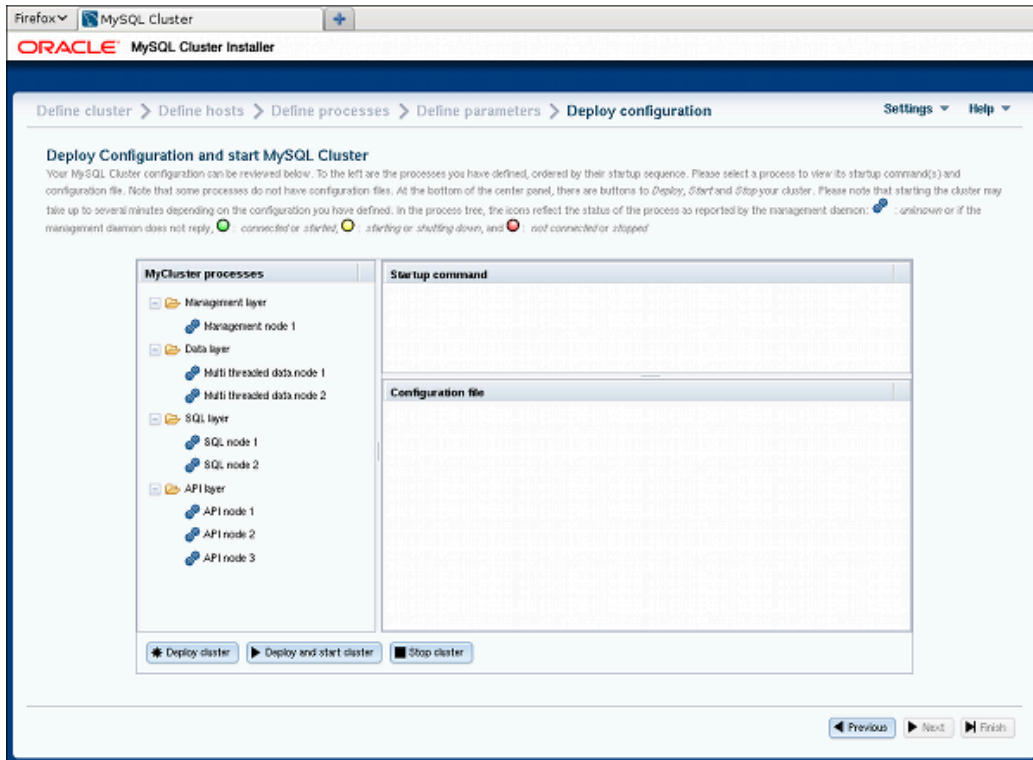 Firefox MySQL Cluster
ORACLE MySQL Cluster Installer
Define cluster Define hosts Define processes Define parameters Deploy configuration Settings Help
Deploy Configuration and start MySQL Cluster
Your MySQL Cluster configuration can be reviewed below. To the left are the processes you have defined, ordered by their startup sequence. Please select a process to view its startup command(s) and
configuration file. Note that some processes do not have configuration files. At the bottom of the center panel, there are buttons to Deploy, Start and Stop your cluster. Please note that starting the cluster may
take up to several minutes depending on the configuration you have defined. In the process tree, the icons reflect the status of the process as reported by the management daemon: : unknown or if the
management daemon does not reply, : connected or started, : starting or shutting down, and : not connected or stopped
MyCluster processes
Management layer
Management node 1
Data layer
Multi threaded data node 1
Multi threaded data node 2
SQL layer
SQL node 1
SQL node 2
API layer
API node 1
API node 2
API node 3
Startup command
Configuration file
Deploy cluster Deploy and start cluster Stop cluster
Previous Next Finish